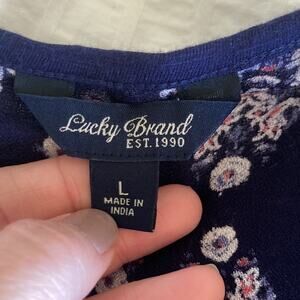 Lucky Brand
EST. 1990
L
MADE IN
INDIA